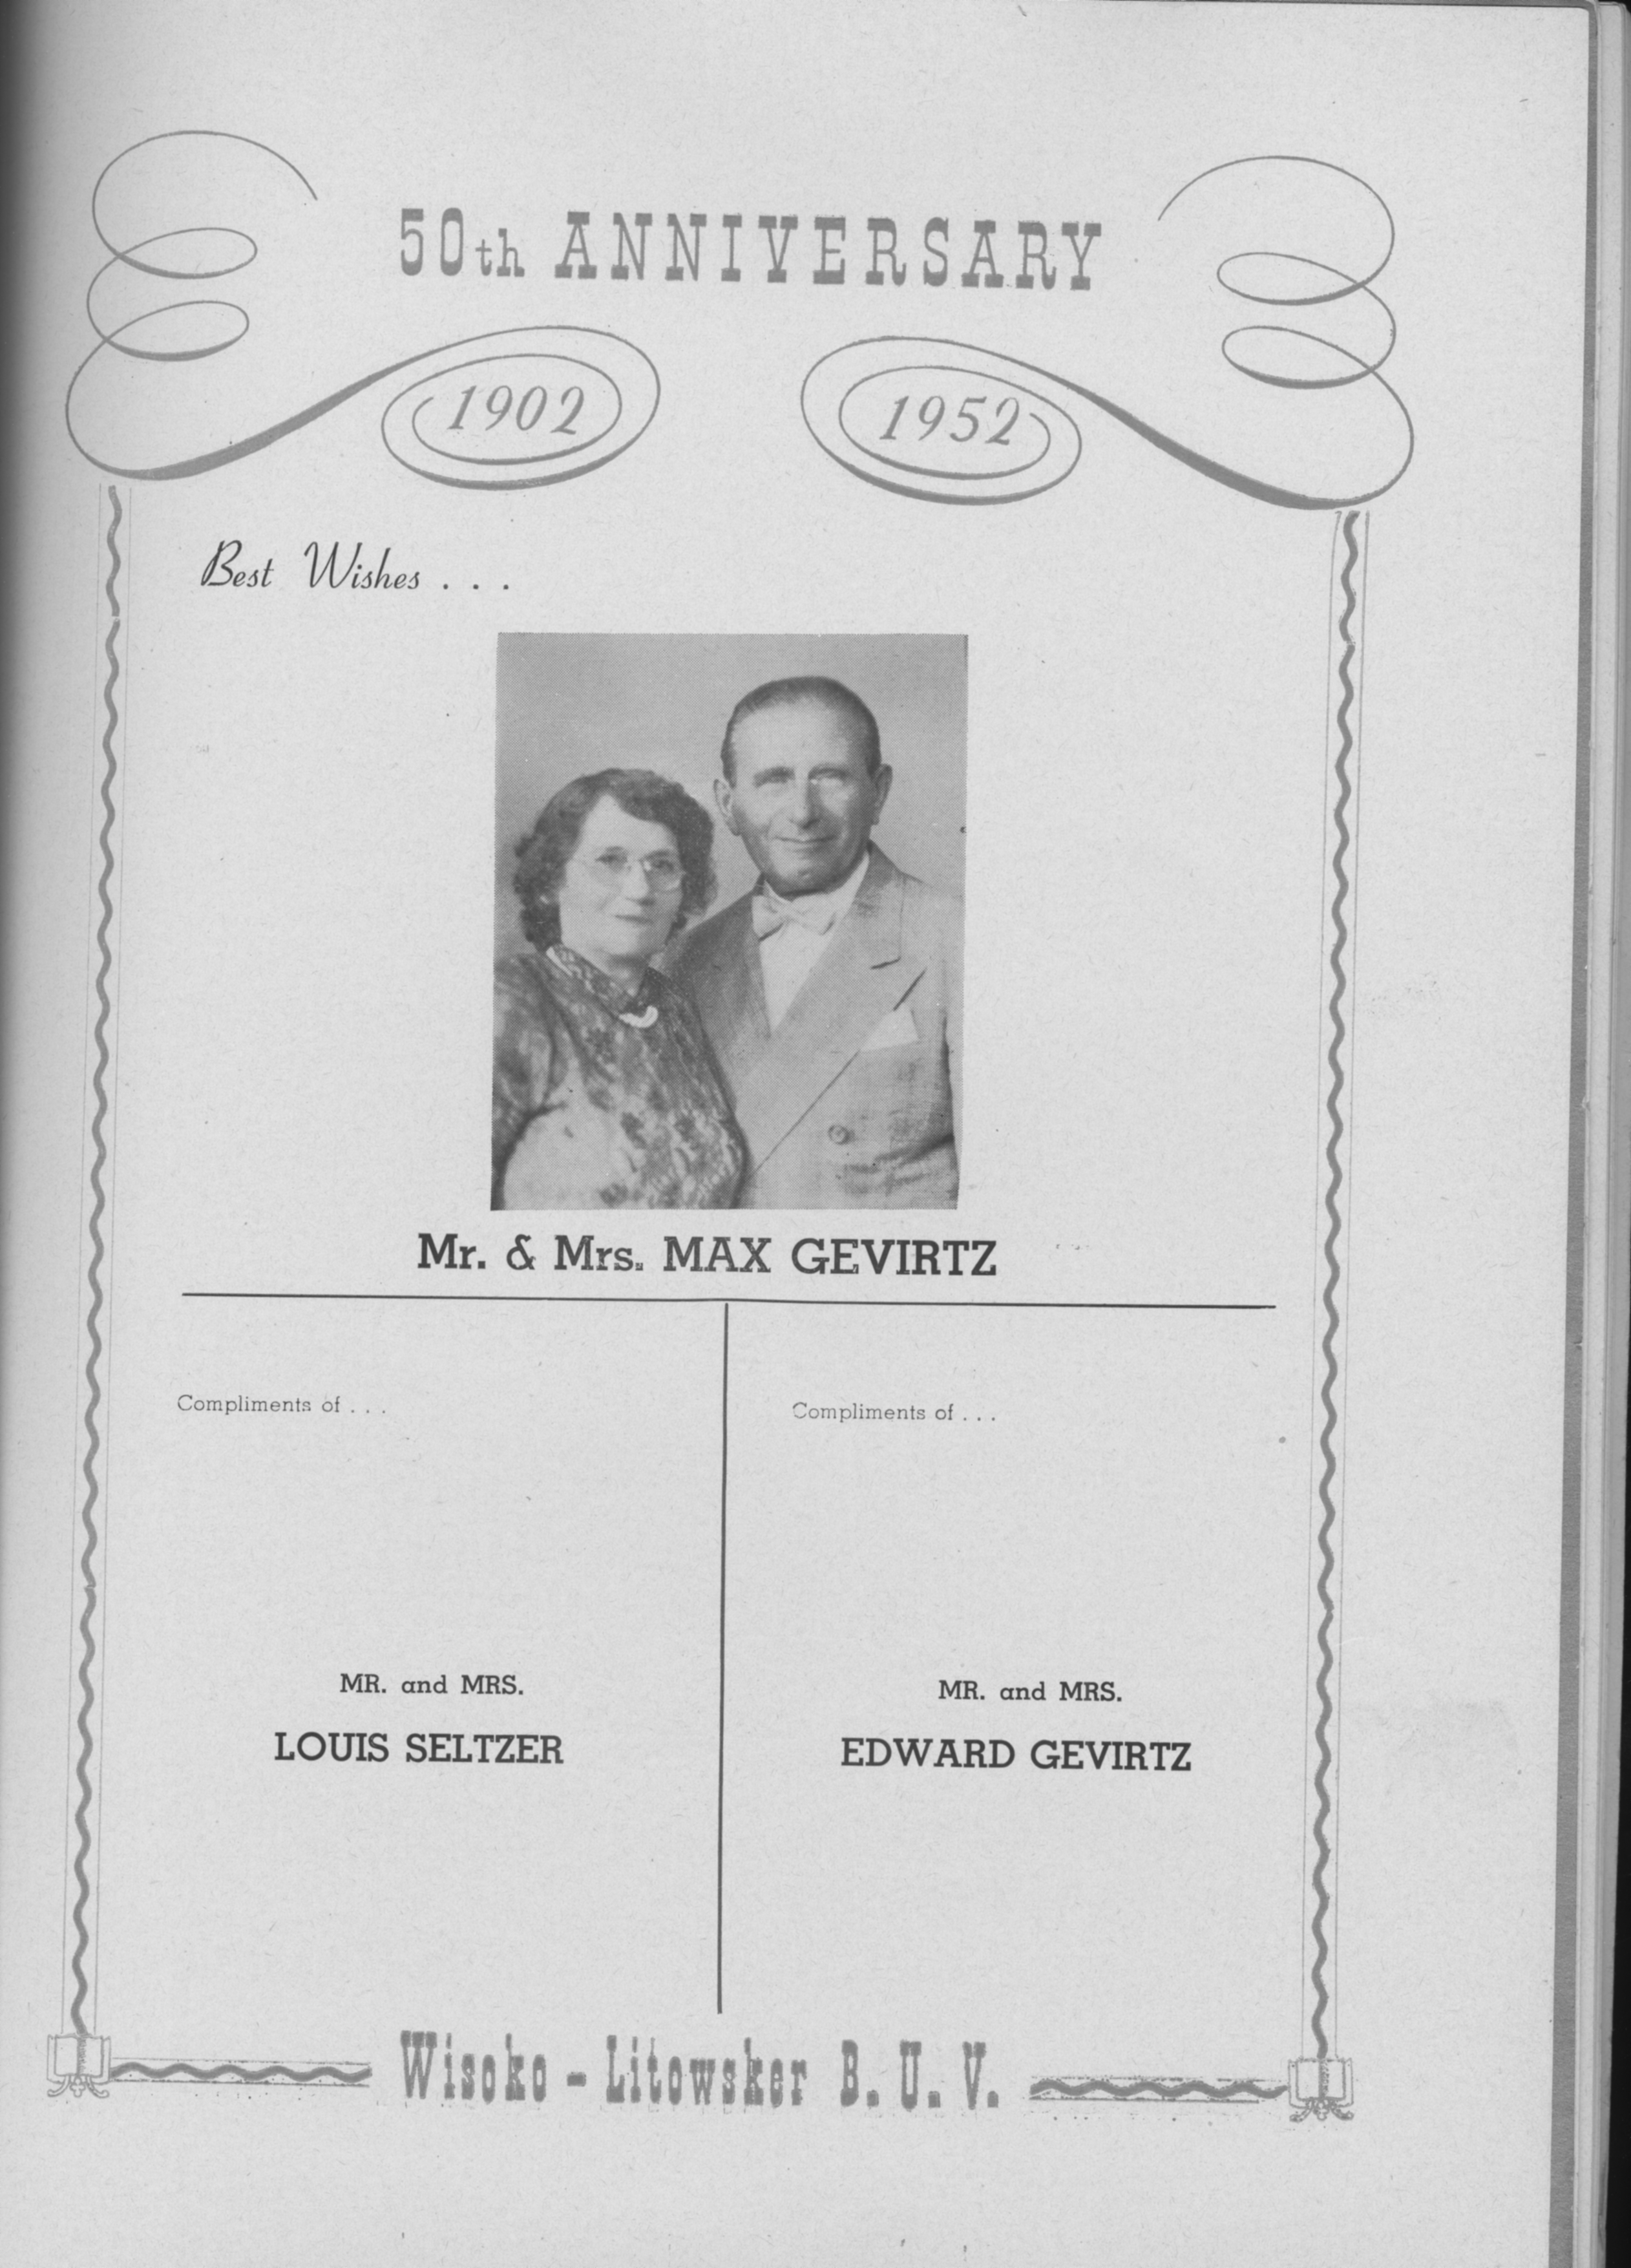 50th ANNIVERSARY
1902
1952
Best Wishes . . .
Mr. & Mrs. MAX GEVIRTZ
Compliments of . . .
MR. and MRS.
LOUIS SELTZER
Compliments of . . .
MR. and MRS.
EDWARD GEVIRTZ
Wisoko - Litowsker B. U. V.